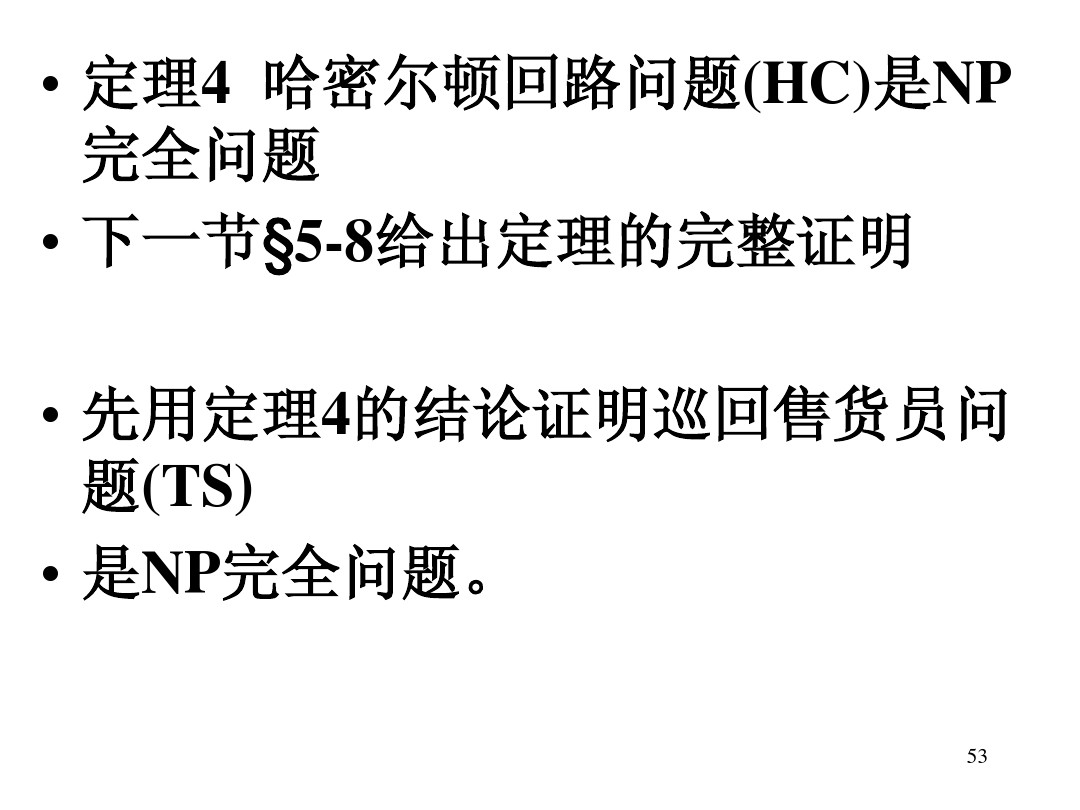 • 定理4 哈密尔顿回路问题(HC)是NP
完全问题
• 下一节§5-8给出定理的完整证明
• 先用定理4的结论证明巡回售货员问
题(TS)
• 是NP完全问题。
53